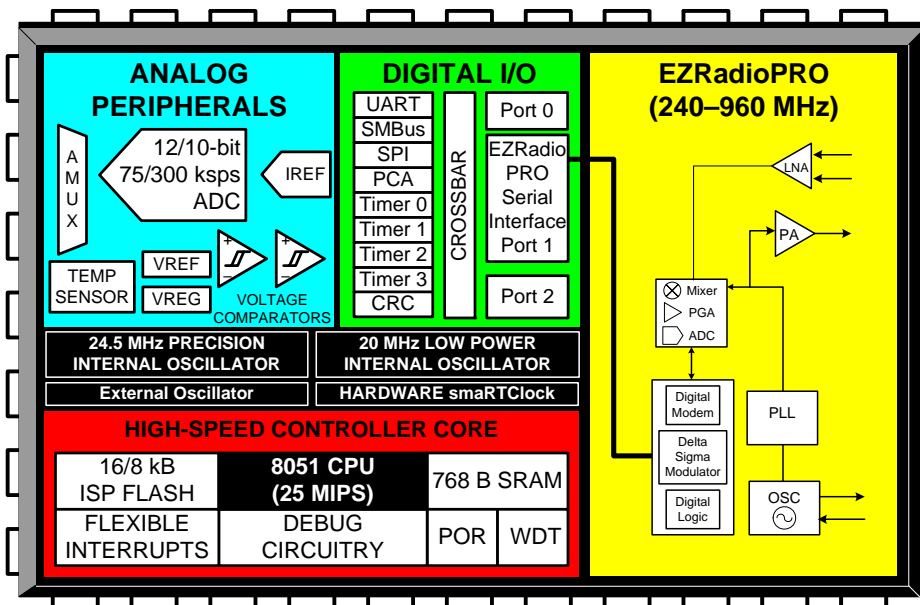 ANALOG
PERIPHERALS
A
M
U
X
12/10-bit
75/300 ksps
ADC
IREF
TEMP
SENSOR
VREF
VREG
+
–
+
–
VOLTAGE
COMPARATORS
DIGITAL I/O
UART
SMBus
SPI
PCA
Timer 0
Timer 1
Timer 2
Timer 3
CRC
CROSSBAR
Port 0
EZRadio
PRO
Serial
Interface
Port 1
Port 2
EZRadioPRO
(240–960 MHz)
LNA
PA
Mixer
PGA
ADC
Digital
Modem
Delta
Sigma
Modulator
Digital
Logic
PLL
OSC
24.5 MHz PRECISION
INTERNAL OSCILLATOR
20 MHz LOW POWER
INTERNAL OSCILLATOR
External Oscillator
HARDWARE smaRTClock
HIGH-SPEED CONTROLLER CORE
16/8 kB
ISP FLASH
8051 CPU
(25 MIPS)
768 B SRAM
FLEXIBLE
INTERRUPTS
DEBUG
CIRCUITRY
POR
WDT